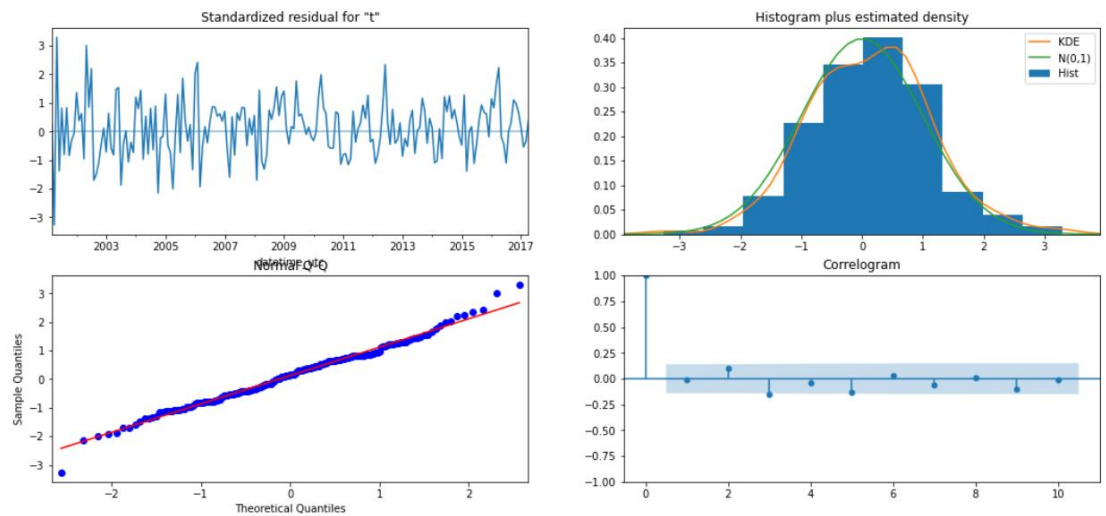 Standardized residual for "t"
3
2
1
0
−1
−2
−3
2003 2005 2007 2009 2011 2013 2015 2017
datetime_utc
Histogram plus estimated density
KDE
N(0,1)
Hist
0.40
0.35
0.30
0.25
0.20
0.15
0.10
0.05
0.00
−3 −2 −1 0 1 2 3
Normal Q-Q
Sample Quantiles
3
2
1
0
−1
−2
−3
−2 −1 0 1 2
Theoretical Quantiles
Correlogram
1.00
0.75
0.50
0.25
0.00
−0.25
−0.50
−0.75
−1.00
0 2 4 6 8 10